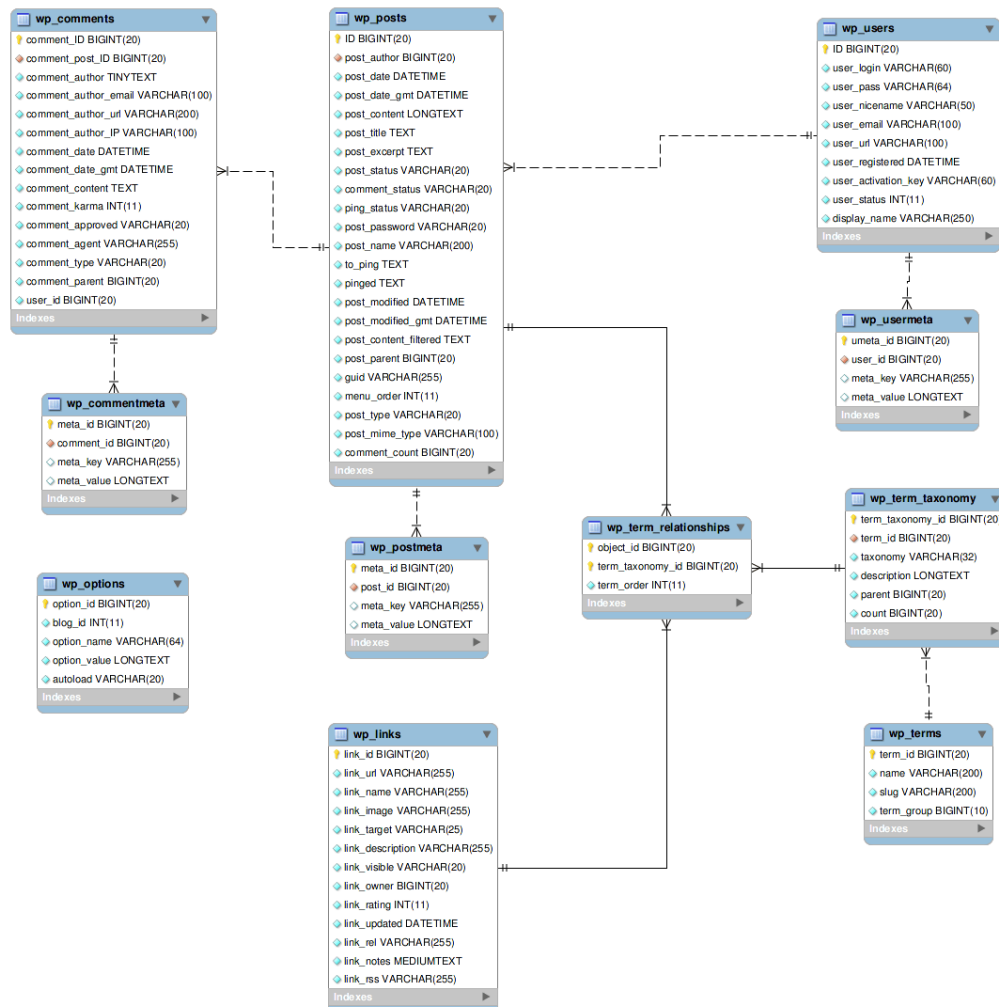 wp_comments
comment_ID BIGINT(20)
comment_post_ID BIGINT(20)
comment_author TINYTEXT
comment_author_email VARCHAR(100)
comment_author_url VARCHAR(200)
comment_author_IP VARCHAR(100)
comment_date DATETIME
comment_date_gmt DATETIME
comment_content TEXT
comment_karma INT(11)
comment_approved VARCHAR(20)
comment_agent VARCHAR(255)
comment_type VARCHAR(20)
comment_parent BIGINT(20)
user_id BIGINT(20)
Indexes
wp_posts
ID BIGINT(20)
post_author BIGINT(20)
post_date DATETIME
post_date_gmt DATETIME
post_content LONGTEXT
post_title TEXT
post_excerpt TEXT
post_status VARCHAR(20)
comment_status VARCHAR(20)
ping_status VARCHAR(20)
post_password VARCHAR(20)
post_name VARCHAR(200)
to_ping TEXT
pinged TEXT
post_modified DATETIME
post_modified_gmt DATETIME
post_content_filtered TEXT
post_parent BIGINT(20)
guid VARCHAR(255)
menu_order INT(11)
post_type VARCHAR(20)
post_mime_type VARCHAR(100)
comment_count BIGINT(20)
Indexes
wp_users
ID BIGINT(20)
user_login VARCHAR(60)
user_pass VARCHAR(64)
user_nicename VARCHAR(50)
user_email VARCHAR(100)
user_url VARCHAR(100)
user_registered DATETIME
user_activation_key VARCHAR(60)
user_status INT(11)
display_name VARCHAR(250)
Indexes
wp_usermeta
umeta_id BIGINT(20)
user_id BIGINT(20)
meta_key VARCHAR(255)
meta_value LONGTEXT
Indexes
wp_commentmeta
meta_id BIGINT(20)
comment_id BIGINT(20)
meta_key VARCHAR(255)
meta_value LONGTEXT
Indexes
wp_postmeta
meta_id BIGINT(20)
post_id BIGINT(20)
meta_key VARCHAR(255)
meta_value LONGTEXT
Indexes
wp_term_relationships
object_id BIGINT(20)
term_taxonomy_id BIGINT(20)
term_order INT(11)
Indexes
wp_term_taxonomy
term_taxonomy_id BIGINT(20)
term_id BIGINT(20)
taxonomy VARCHAR(32)
description LONGTEXT
parent BIGINT(20)
count BIGINT(20)
Indexes
wp_options
option_id BIGINT(20)
blog_id INT(11)
option_name VARCHAR(64)
option_value LONGTEXT
autoload VARCHAR(20)
Indexes
wp_links
link_id BIGINT(20)
link_url VARCHAR(255)
link_name VARCHAR(255)
link_image VARCHAR(255)
link_target VARCHAR(25)
link_description VARCHAR(255)
link_visible VARCHAR(20)
link_owner BIGINT(20)
link_rating INT(11)
link_updated DATETIME
link_rel VARCHAR(255)
link_notes MEDIUMTEXT
link_rss VARCHAR(255)
Indexes
wp_terms
term_id BIGINT(20)
name VARCHAR(200)
slug VARCHAR(200)
term_group BIGINT(10)
Indexes